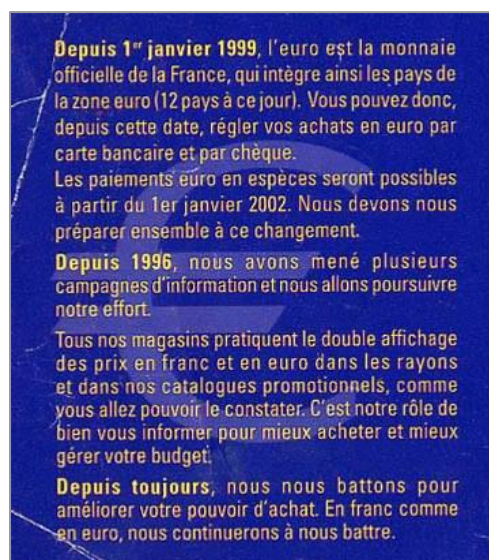 Depuis 1er janvier 1999, l'euro est la monnaie
officielle de la France, qui intègre ainsi les pays de
la zone euro (12 pays à ce jour). Vous pouvez donc,
depuis cette date, régler vos achats en euro par
carte bancaire et par chèque.
Les paiements euro en espèces seront possibles
à partir du 1er janvier 2002. Nous devons nous
préparer ensemble à ce changement.
Depuis 1996, nous avons mené plusieurs
campagnes d'information et nous allons poursuivre
notre effort.
Tous nos magasins pratiquent le double affichage
des prix en franc et en euro dans les rayons
et dans nos catalogues promotionnels, comme
vous allez pouvoir le constater. C'est notre rôle de
bien vous informer pour mieux acheter et mieux
gérer votre budget.
Depuis toujours, nous nous battons pour
améliorer votre pouvoir d'achat. En franc comme
en euro, nous continuerons à nous battre.